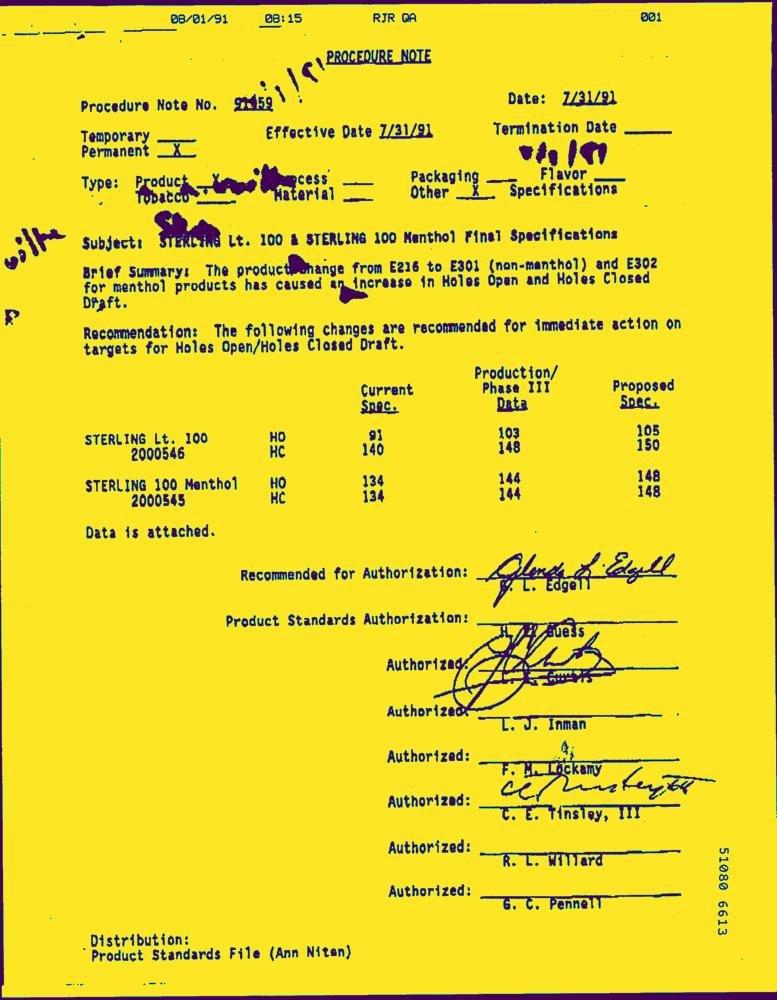 08/01/91 08:15 RJR QA 001
PROCEDURE NOTE
Procedure Note No. Date: 7/31/91
Temporary ___ Effective Date 7/31/91 Termination Date ___
Permanent X
Type: Product X Packaging ___ Flavor ___
Tobacco ___ Material ___ Other X Specifications
Subject: STERLING Lt. 100 & STERLING 100 Menthol Final Specifications
Brief Summary: The product change from E216 to E301 (non-menthol) and E302
for menthol products has caused an increase in Holes Open and Holes Closed
Draft.
Recommendation: The following changes are recommended for immediate action on
targets for Holes Open/Holes Closed Draft.
Current Spec. Production/ Phase III Data Proposed Spec.
STERLING Lt. 100 HO 91 103 105
2000546 HC 140 148 150
STERLING 100 Menthol HO 134 144 148
2000545 HC 134 144 148
Data is attached.
Recommended for Authorization: Glenda L. Edgell
G. L. Edgell
Product Standards Authorization:
Guess
Authorized:
Curtis
Authorized:
L. J. Inman
Authorized:
F. M. Lockamy
Authorized:
C. E. Tinsley, III
Authorized:
R. L. Willard
Authorized:
G. C. Pennell
51080 6613
Distribution:
Product Standards File (Ann Niten)